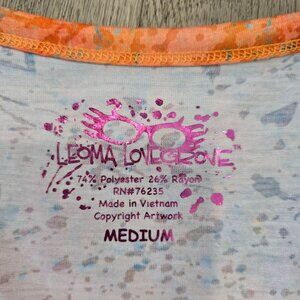 LEOMA LOVEGROVE
74% Polyester 26% Rayon
RN#76235
Made in Vietnam
Copyright Artwork
MEDIUM